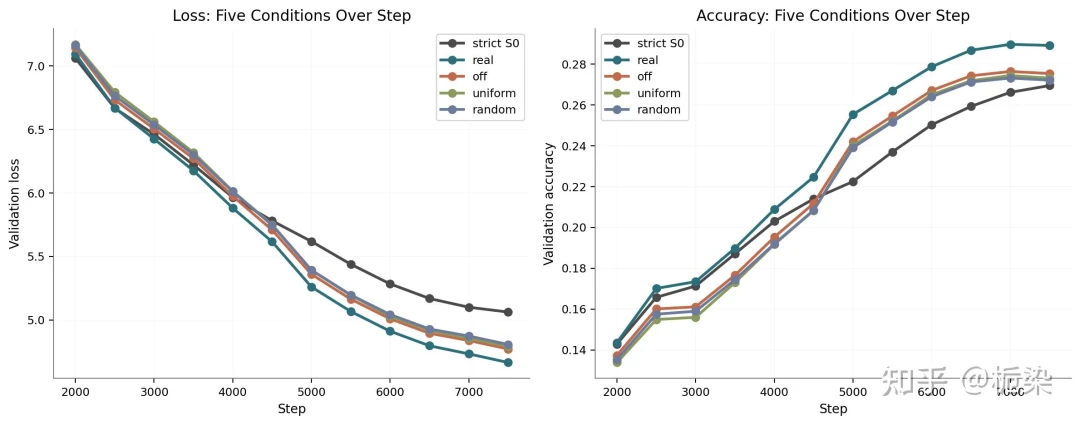 Loss: Five Conditions Over Step
7.0
6.5
6.0
5.5
5.0
Validation loss
2000 3000 4000 5000 6000 7000
Step
strict S0
real
off
uniform
random
Accuracy: Five Conditions Over Step
0.28
0.26
0.24
0.22
0.20
0.18
0.16
0.14
Validation accuracy
2000 3000 4000 5000 6000 7000
Step
strict S0
real
off
uniform
random
知乎 @栀染